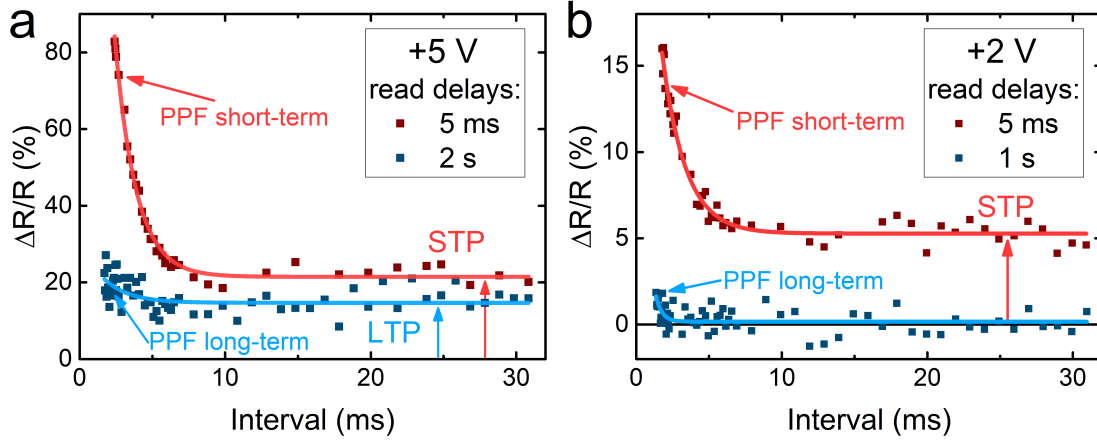 a
+5 V
read delays:
5 ms
2 s
PPF short-term
STP
PPF long-term
LTP
ΔR/R (%)
0
20
40
60
80
0
10
20
30
Interval (ms)
b
+2 V
read delays:
5 ms
1 s
PPF short-term
STP
PPF long-term
ΔR/R (%)
0
5
10
15
0
10
20
30
Interval (ms)